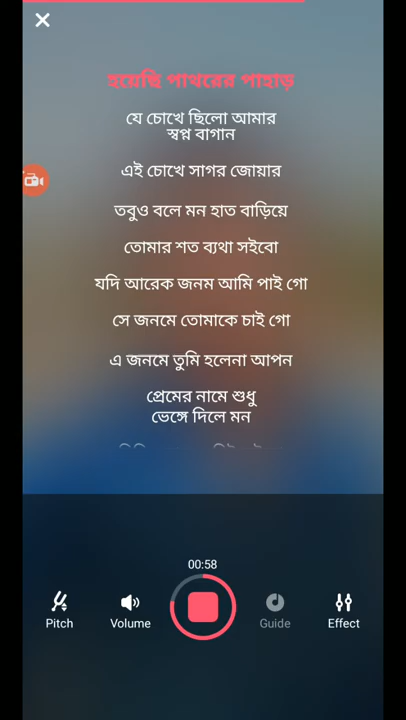 হয়েছি পাথরের পাহাড়
যে চোখে ছিলো আমার
স্বপ্ন বাগান
এই চোখে সাগর জোয়ার
তবুও বলে মন হাত বাড়িয়ে
তোমার শত ব্যথা সইবো
যদি আরেক জনম আমি পাই গো
সে জনমে তোমাকে চাই গো
এ জনমে তুমি হলেনা আপন
প্রেমের নামে শুধু
ভেঙ্গে দিলে মন
00:58
Pitch
Volume
Guide
Effect